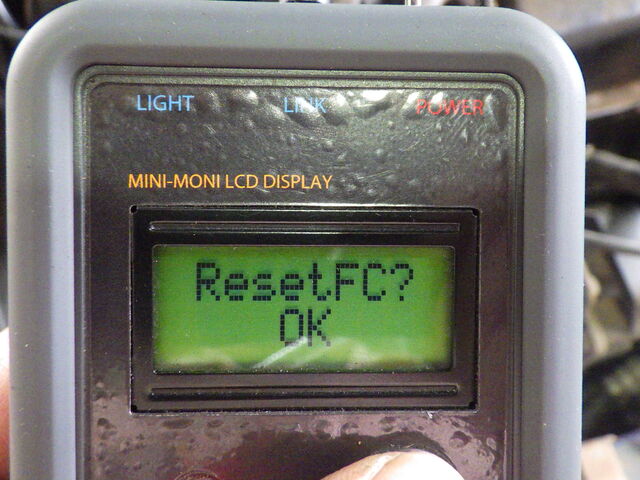 LIGHT LINK POWER
MINI-MONI LCD DISPLAY
ResetFC?
OK